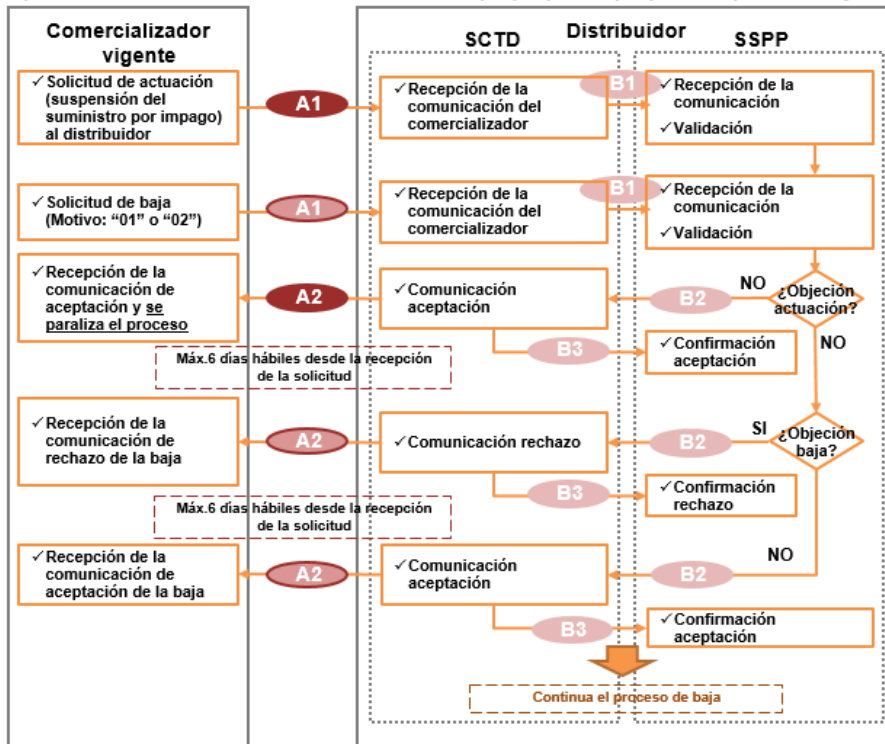 Comercializador
vigente
Distribuidor
SCTD
SSPP
✓ Solicitud de actuación
(suspensión del
suministro por impago)
al distribuidor
A1
✓ Recepción de la
comunicación del
comercializador
B1
✓ Recepción de la
comunicación
✓ Validación
✓ Solicitud de baja
(Motivo: “01” o “02”)
A1
✓ Recepción de la
comunicación del
comercializador
B1
✓ Recepción de la
comunicación
✓ Validación
✓ Recepción de la
comunicación de
aceptación y se
paraliza el proceso
A2
✓ Comunicación
aceptación
B2
NO
¿Objeción
actuación?
NO
B3
✓ Confirmación
aceptación
Máx.6 días hábiles desde la recepción
de la solicitud
✓ Recepción de la
comunicación de
rechazo de la baja
A2
✓ Comunicación rechazo
B2
SI
¿Objeción
baja?
B3
✓ Confirmación
rechazo
Máx.6 días hábiles desde la recepción
de la solicitud
NO
✓ Recepción de la
comunicación de
aceptación de la baja
A2
✓ Comunicación
aceptación
B2
B3
✓ Confirmación
aceptación
Continua el proceso de baja